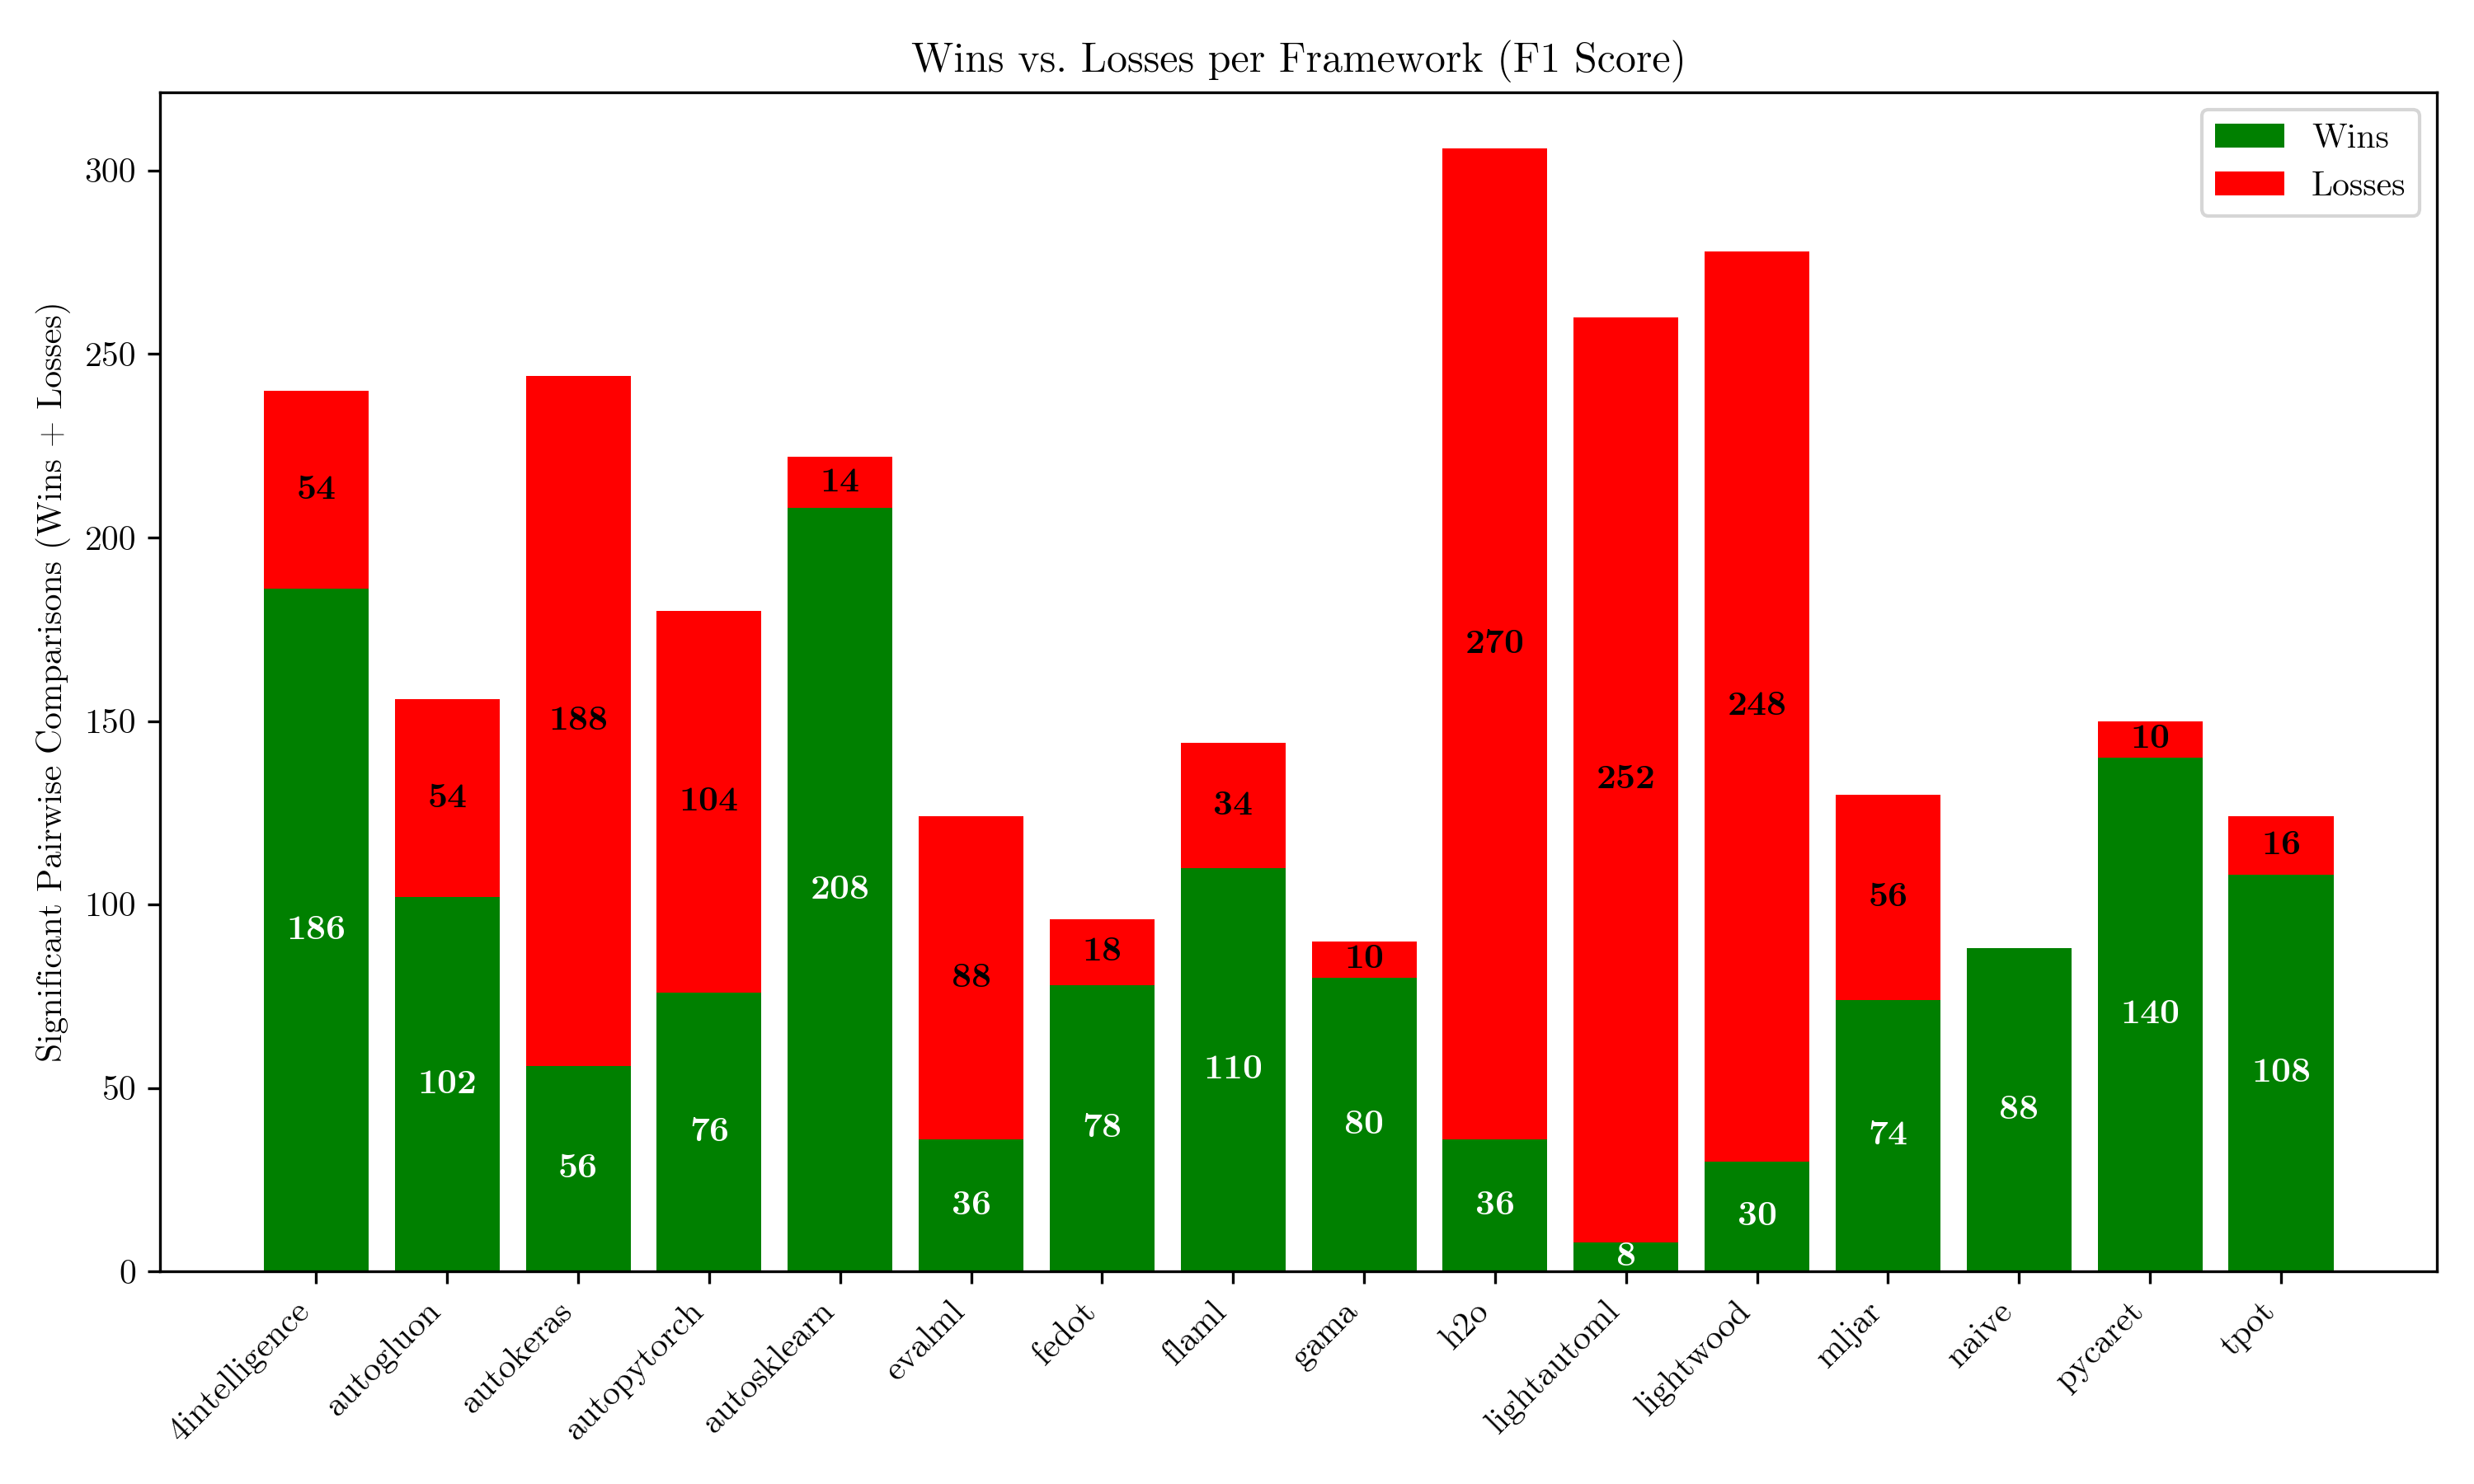 Wins vs. Losses per Framework (F1 Score)
Wins
Losses
Significant Pairwise Comparisons (Wins + Losses)
300
250
200
150
100
50
0
54
186
54
102
188
56
104
76
14
208
88
36
18
78
34
110
10
80
270
36
252
8
248
30
56
74
88
10
140
16
108
4intelligence
autogluon
autokeras
autopytorch
autosklearn
evalml
fedot
flaml
gama
h2o
lightautoml
lightwood
mljar
naive
pycaret
tpot